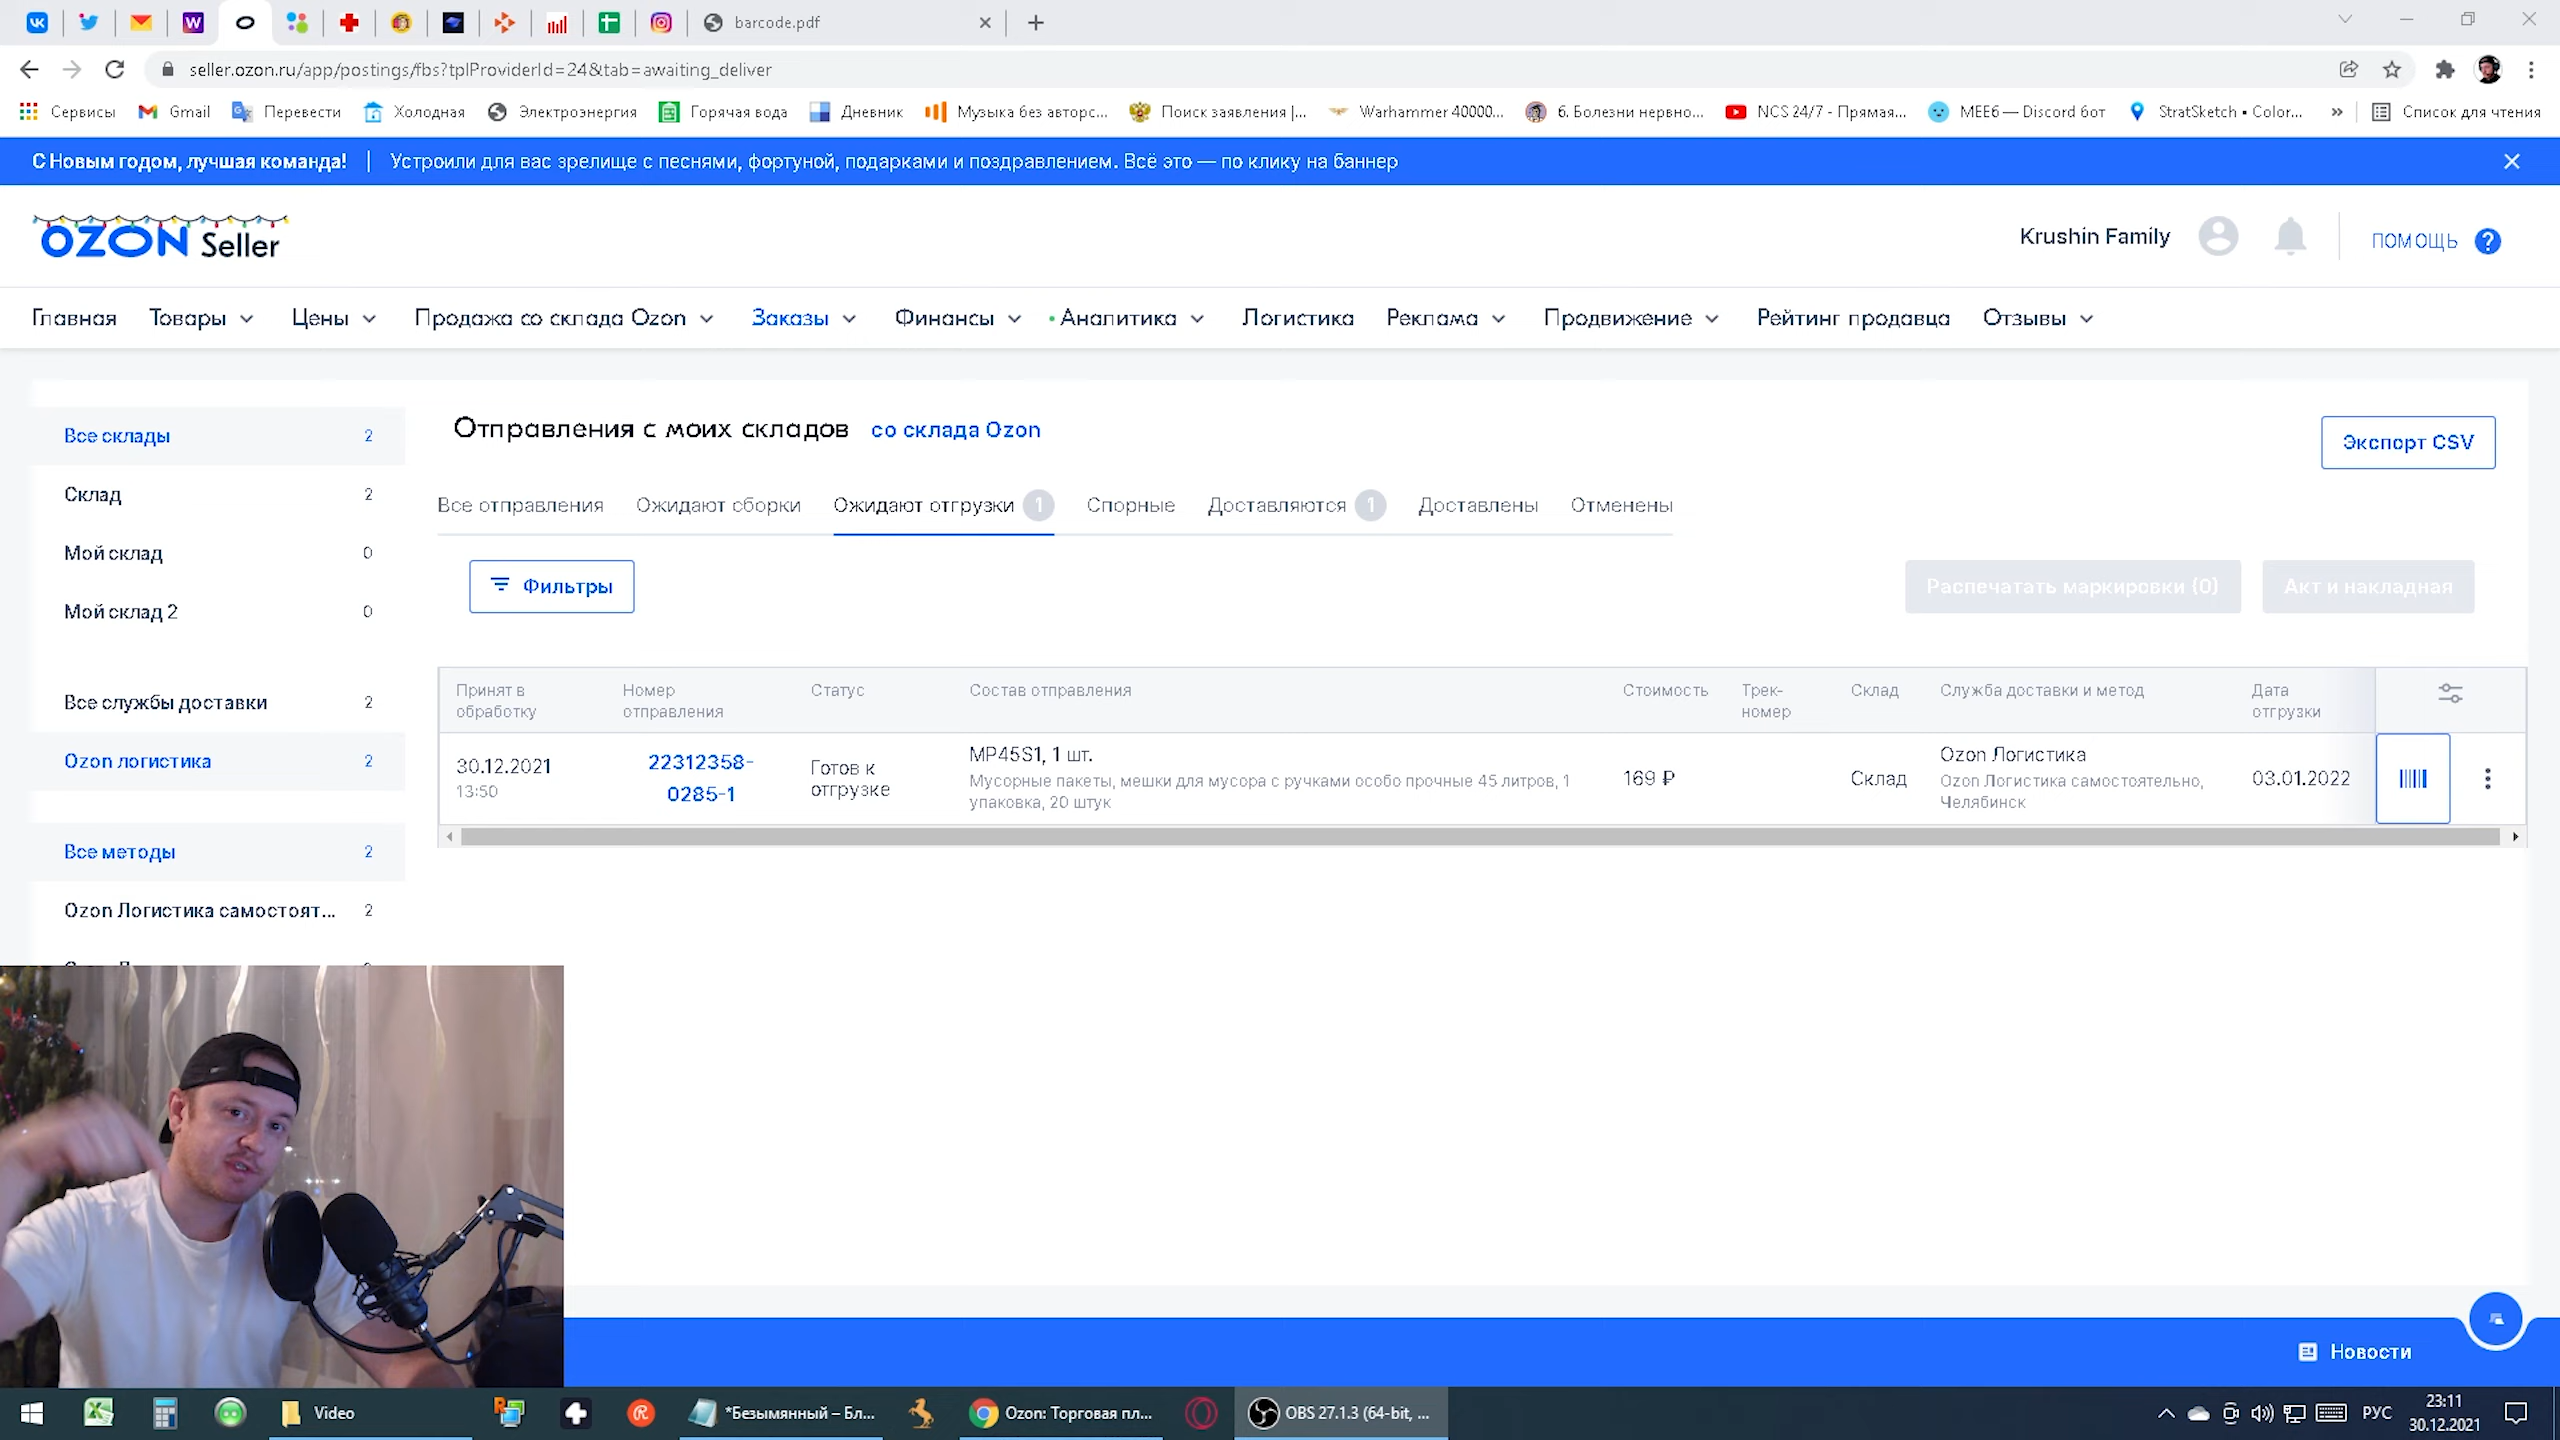 barcode.pdf
seller.ozon.ru/app/postings/fbs?tplProviderId=24&tab=awaiting_deliver
Сервисы Gmail Перевести Холодная Электроэнергия Горячая вода Дневник Музыка без авторс... Поиск заявления |... Warhammer 40000... 6. Болезни нервно... NCS 24/7 - Прямая... MEE6 — Discord бот StratSketch • Color... » Список для чтения
С Новым годом, лучшая команда! | Устроили для вас зрелище с песнями, фортуной, подарками и поздравлением. Всё это — по клику на баннер
OZON Seller
Krushin Family ПОМОЩЬ ?
Главная Товары Цены Продажа со склада Ozon Заказы Финансы Аналитика Логистика Реклама Продвижение Рейтинг продавца Отзывы
Все склады 2
Склад 2
Мой склад 0
Мой склад 2 0
Все службы доставки 2
Ozon логистика 2
Все методы 2
Ozon Логистика самостоят... 2
Отправления с моих складов со склада Ozon
Экспорт CSV
Все отправления Ожидают сборки Ожидают отгрузки 1 Спорные Доставляются 1 Доставлены Отменены
Фильтры
Распечатать маркировки (0) Акт и накладная
Принят в обработку Номер отправления Статус Состав отправления Стоимость Трек-номер Склад Служба доставки и метод Дата отгрузки
30.12.2021
13:50
22312358-
0285-1
Готов к
отгрузке
MP45S1, 1 шт.
Мусорные пакеты, мешки для мусора с ручками особо прочные 45 литров, 1
упаковка, 20 штук
169 ₽
Склад
Ozon Логистика
Ozon Логистика самостоятельно,
Челябинск
03.01.2022
Новости
Video *Безымянный – Бл... Ozon: Торговая пл... OBS 27.1.3 (64-bit, ... РУС
23:11
30.12.2021